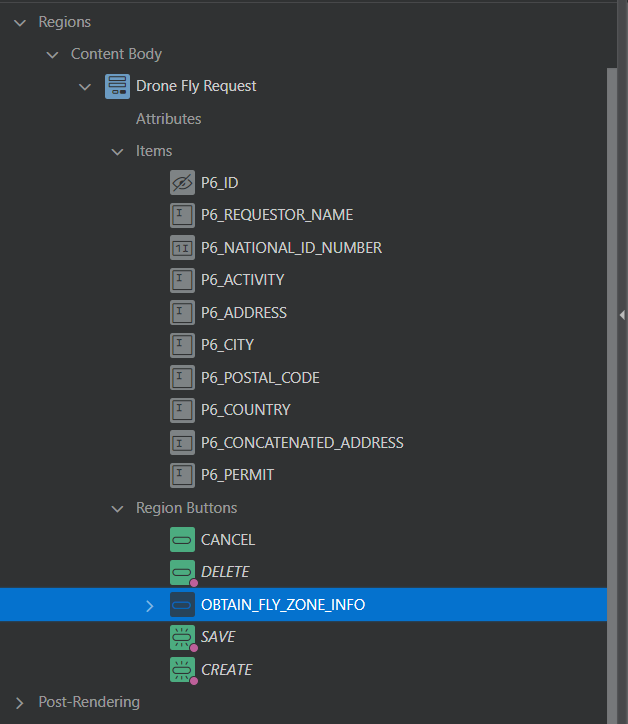 Regions
Content Body
Drone Fly Request
Attributes
Items
P6_ID
P6_REQUESTOR_NAME
P6_NATIONAL_ID_NUMBER
P6_ACTIVITY
P6_ADDRESS
P6_CITY
P6_POSTAL_CODE
P6_COUNTRY
P6_CONCATENATED_ADDRESS
P6_PERMIT
Region Buttons
CANCEL
DELETE
OBTAIN_FLY_ZONE_INFO
SAVE
CREATE
Post-Rendering